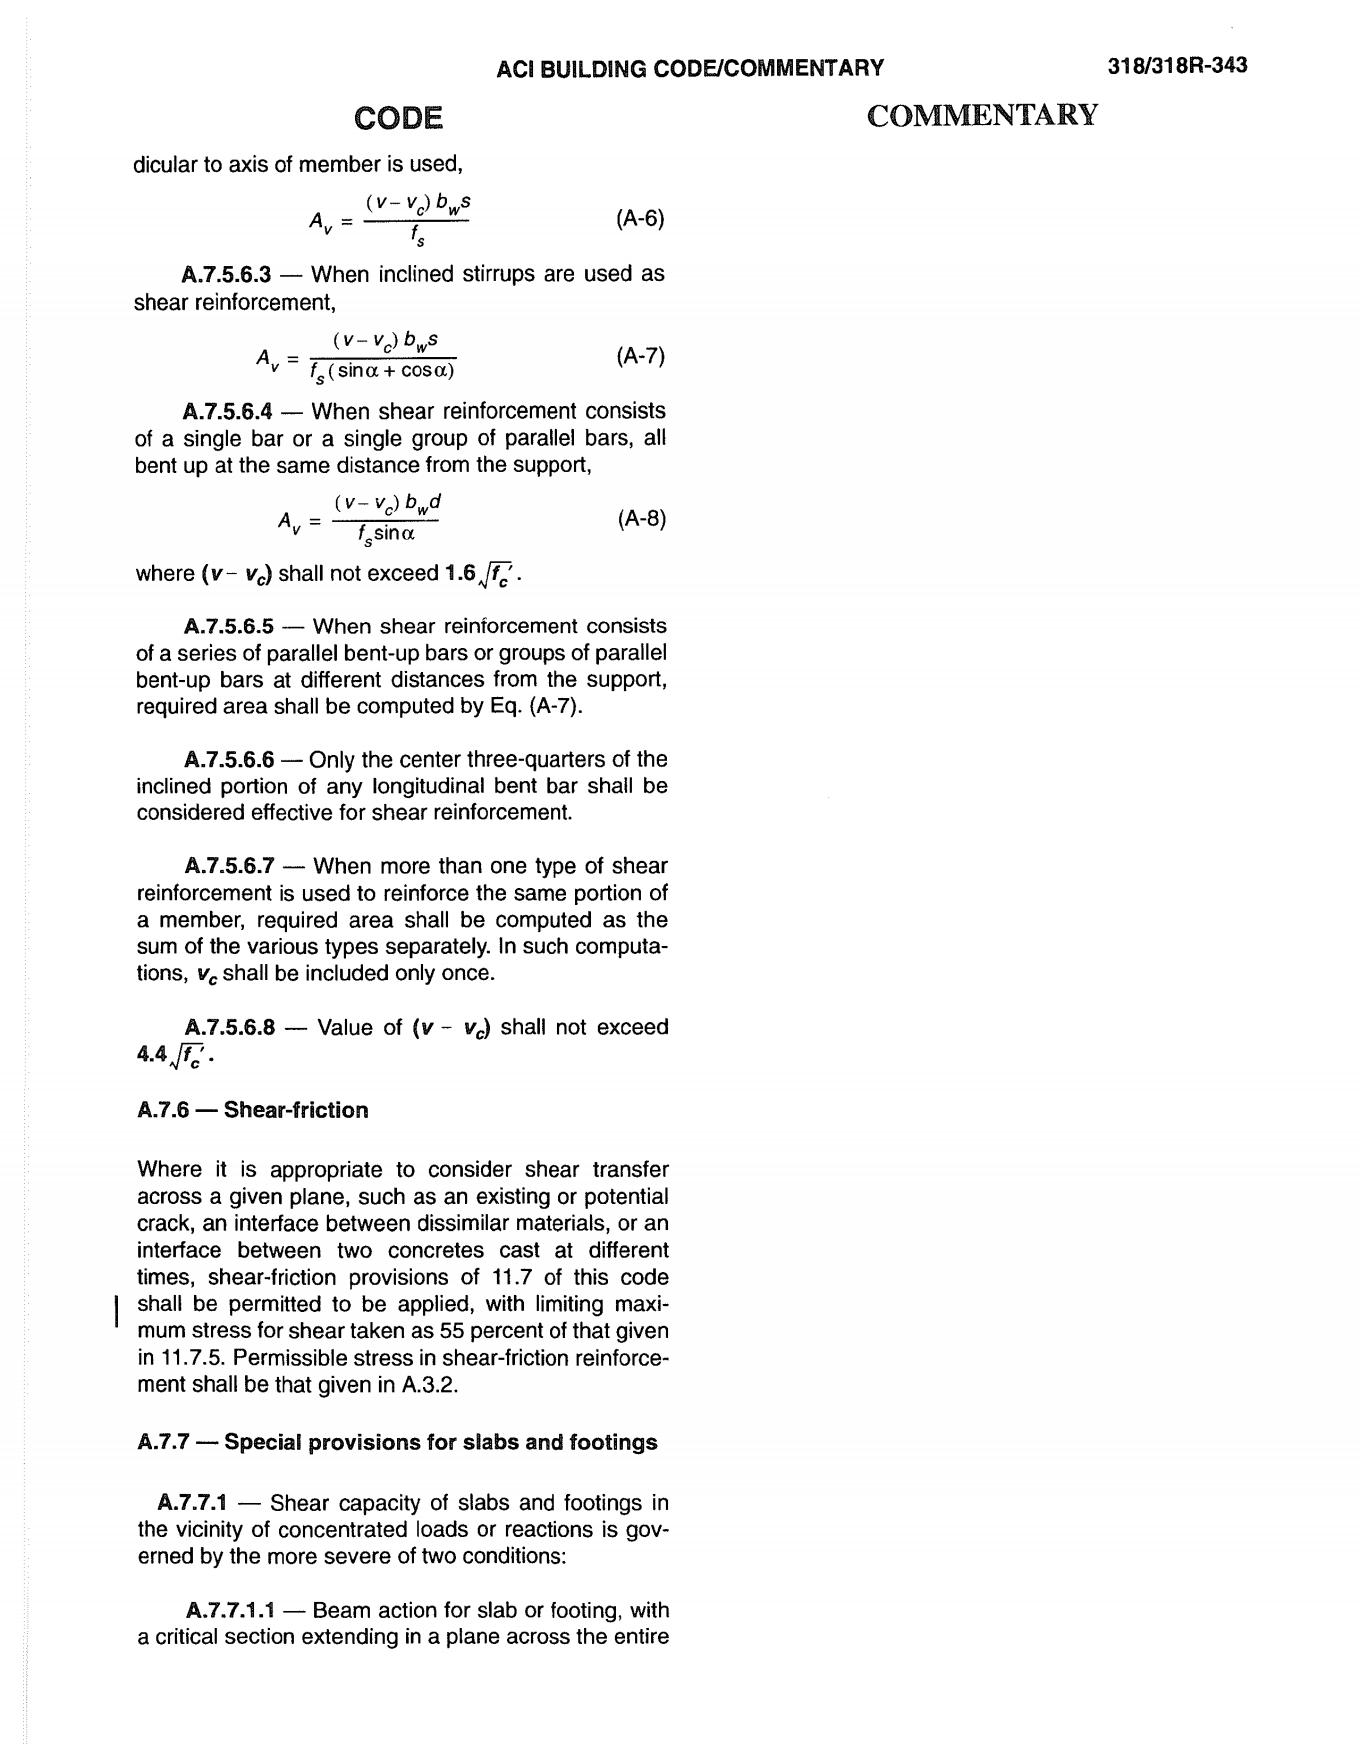 ACI BUILDING CODE/COMMENTARY 318/318R-343
CODE
COMMENTARY
dicular to axis of member is used,
A_v = (v – v_c) b_w s / f_s (A-6)
A.7.5.6.3 — When inclined stirrups are used as
shear reinforcement,
A_v = (v – v_c) b_w s / f_s (sin α + cos α) (A-7)
A.7.5.6.4 — When shear reinforcement consists
of a single bar or a single group of parallel bars, all
bent up at the same distance from the support,
A_v = (v – v_c) b_w d / f_s sin α (A-8)
where (v – v_c) shall not exceed 1.6√f_c′.
A.7.5.6.5 — When shear reinforcement consists
of a series of parallel bent-up bars or groups of parallel
bent-up bars at different distances from the support,
required area shall be computed by Eq. (A-7).
A.7.5.6.6 — Only the center three-quarters of the
inclined portion of any longitudinal bent bar shall be
considered effective for shear reinforcement.
A.7.5.6.7 — When more than one type of shear
reinforcement is used to reinforce the same portion of
a member, required area shall be computed as the
sum of the various types separately. In such computa-
tions, v_c shall be included only once.
A.7.5.6.8 — Value of (v – v_c) shall not exceed
4.4√f_c′.
A.7.6 — Shear-friction
Where it is appropriate to consider shear transfer
across a given plane, such as an existing or potential
crack, an interface between dissimilar materials, or an
interface between two concretes cast at different
times, shear-friction provisions of 11.7 of this code
shall be permitted to be applied, with limiting maxi-
mum stress for shear taken as 55 percent of that given
in 11.7.5. Permissible stress in shear-friction reinforce-
ment shall be that given in A.3.2.
A.7.7 — Special provisions for slabs and footings
A.7.7.1 — Shear capacity of slabs and footings in
the vicinity of concentrated loads or reactions is gov-
erned by the more severe of two conditions:
A.7.7.1.1 — Beam action for slab or footing, with
a critical section extending in a plane across the entire